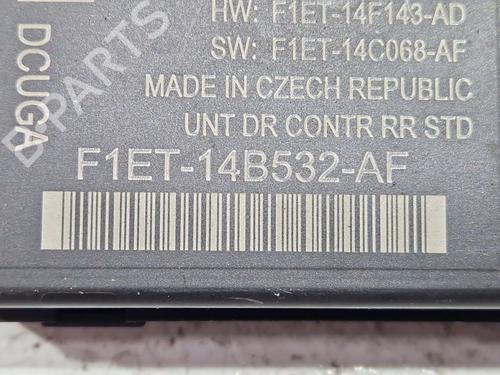 HW: F1ET-14F143-AD
SW: F1ET-14C068-AF
MADE IN CZECH REPUBLIC
UNT DR CONTR RR STD
F1ET-14B532-AF
DCUGA
B-PARTS